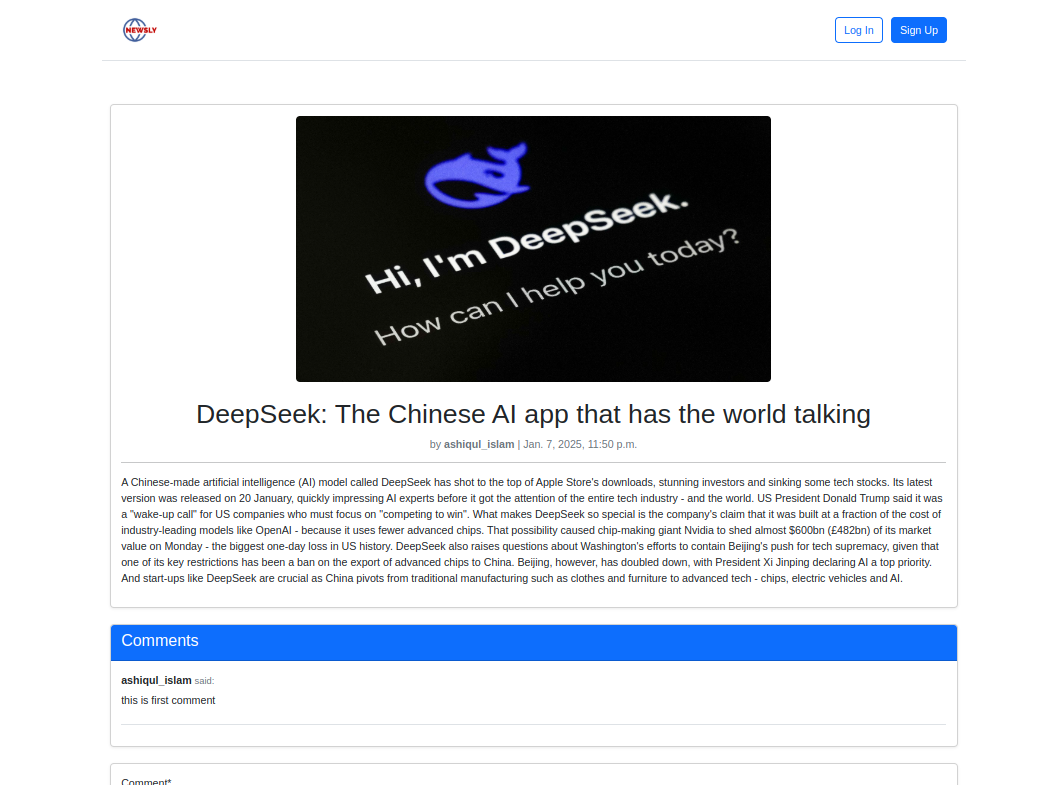 NEWSLY
Log In
Sign Up
Hi, I'm DeepSeek.
How can I help you today?
DeepSeek: The Chinese AI app that has the world talking
by ashiqul_islam | Jan. 7, 2025, 11:50 p.m.
A Chinese-made artificial intelligence (AI) model called DeepSeek has shot to the top of Apple Store's downloads, stunning investors and sinking some tech stocks. Its latest
version was released on 20 January, quickly impressing AI experts before it got the attention of the entire tech industry - and the world. US President Donald Trump said it was
a "wake-up call" for US companies who must focus on "competing to win". What makes DeepSeek so special is the company's claim that it was built at a fraction of the cost of
industry-leading models like OpenAI - because it uses fewer advanced chips. That possibility caused chip-making giant Nvidia to shed almost $600bn (£482bn) of its market
value on Monday - the biggest one-day loss in US history. DeepSeek also raises questions about Washington's efforts to contain Beijing's push for tech supremacy, given that
one of its key restrictions has been a ban on the export of advanced chips to China. Beijing, however, has doubled down, with President Xi Jinping declaring AI a top priority.
And start-ups like DeepSeek are crucial as China pivots from traditional manufacturing such as clothes and furniture to advanced tech - chips, electric vehicles and AI.
Comments
ashiqul_islam said:
this is first comment
Comment*